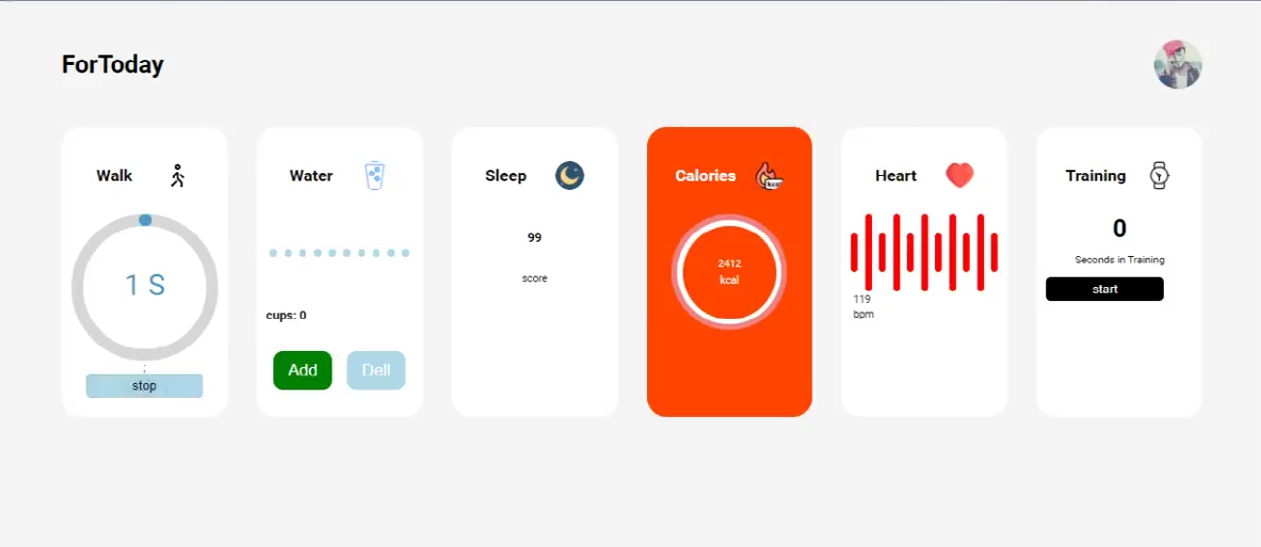 ForToday
Walk
1 S
;
stop
Water
cups: 0
Add
Dell
Sleep
99
score
Calories
2412
kcal
Heart
119
bpm
Training
0
Seconds in Training
start